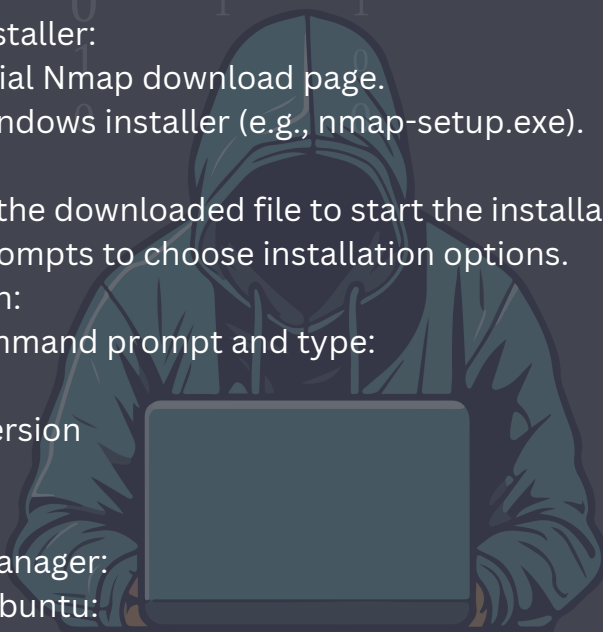 staller:
ial Nmap download page.
ndows installer (e.g., nmap-setup.exe).
the downloaded file to start the installa
ompts to choose installation options.
n:
mmand prompt and type:
ersion
anager:
buntu: